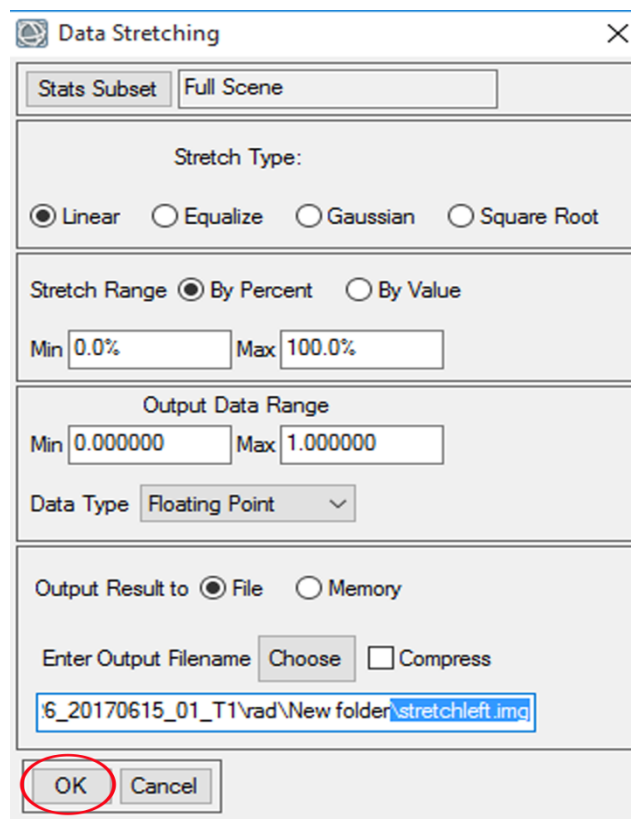 Data Stretching
Stats Subset Full Scene
Stretch Type:
Linear Equalize Gaussian Square Root
Stretch Range By Percent By Value
Min 0.0% Max 100.0%
Output Data Range
Min 0.000000 Max 1.000000
Data Type Floating Point
Output Result to File Memory
Enter Output Filename Choose Compress
6_20170615_01_T1\rad\New folder\stretchleft.img
OK Cancel